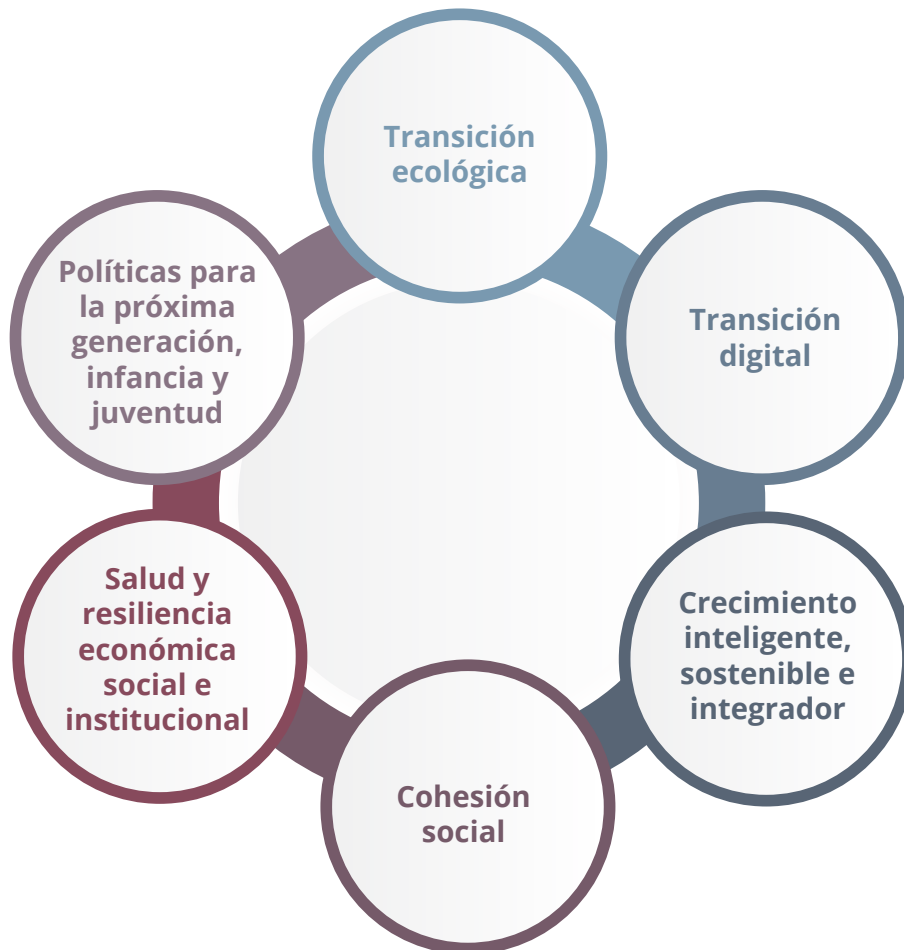 Transición
ecológica
Transición
digital
Crecimiento
inteligente,
sostenible e
integrador
Cohesión
social
Salud y
resiliencia
económica
social e
institucional
Políticas para
la próxima
generación,
infancia y
juventud